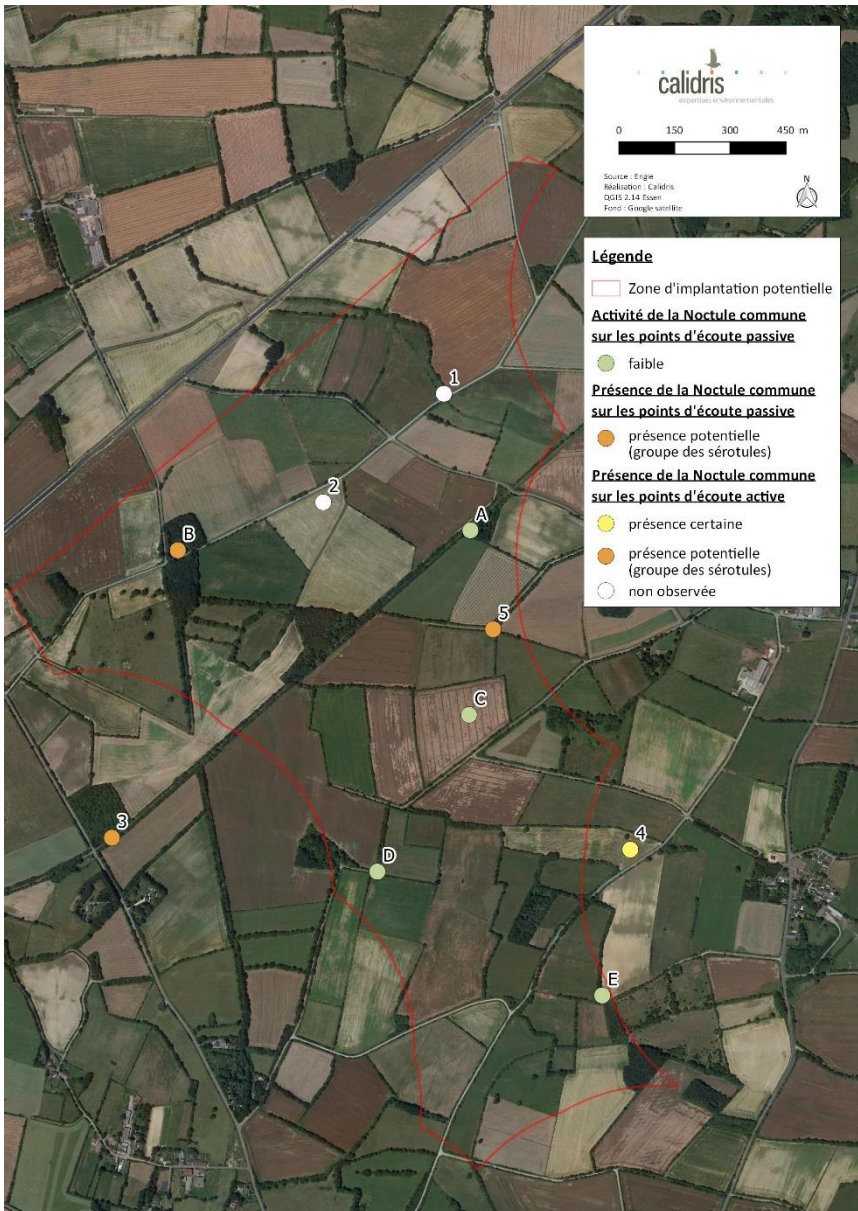 calidris
expertises environnementales
0 150 300 450 m
Source : Engie
Réalisation : Calidris
QGIS 2.14 Essen
Fond : Google satellite
N
Légende
Zone d'implantation potentielle
Activité de la Noctule commune
sur les points d'écoute passive
faible
Présence de la Noctule commune
sur les points d'écoute passive
présence potentielle
(groupe des sérotules)
Présence de la Noctule commune
sur les points d'écoute active
présence certaine
présence potentielle
(groupe des sérotules)
non observée
1
2
A
B
5
C
3
4
D
E